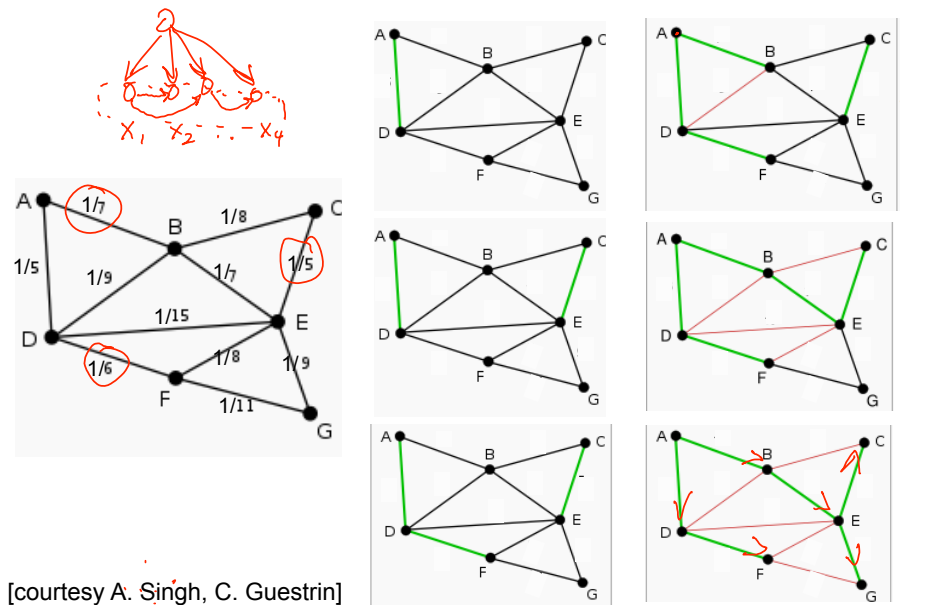 X1 X2 . . . X4
A
1/7
B
1/8
C
1/5
1/9
1/7
1/5
1/15
D
E
1/6
1/8
1/9
F
1/11
G
A
B
C
D
E
F
G
A
B
C
D
E
F
G
A
B
C
D
E
F
G
A
B
C
D
E
F
G
A
B
C
D
E
F
G
A
B
C
D
E
F
G
[courtesy A. Singh, C. Guestrin]